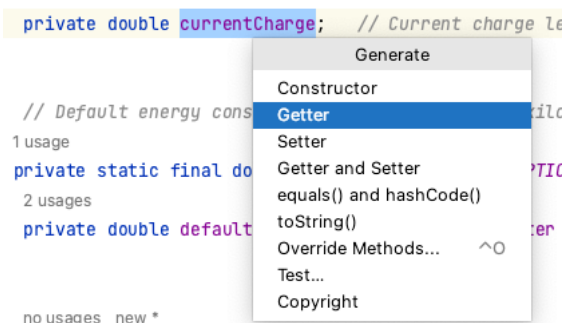 private double currentCharge;   // Current charge le
Generate
Constructor
// Default energy cons
Getter
1 usage
Setter
private static final do
Getter and Setter
2 usages
equals() and hashCode()
toString()
private double default
Override Methods... ^O
Test...
Copyright
no usages new *